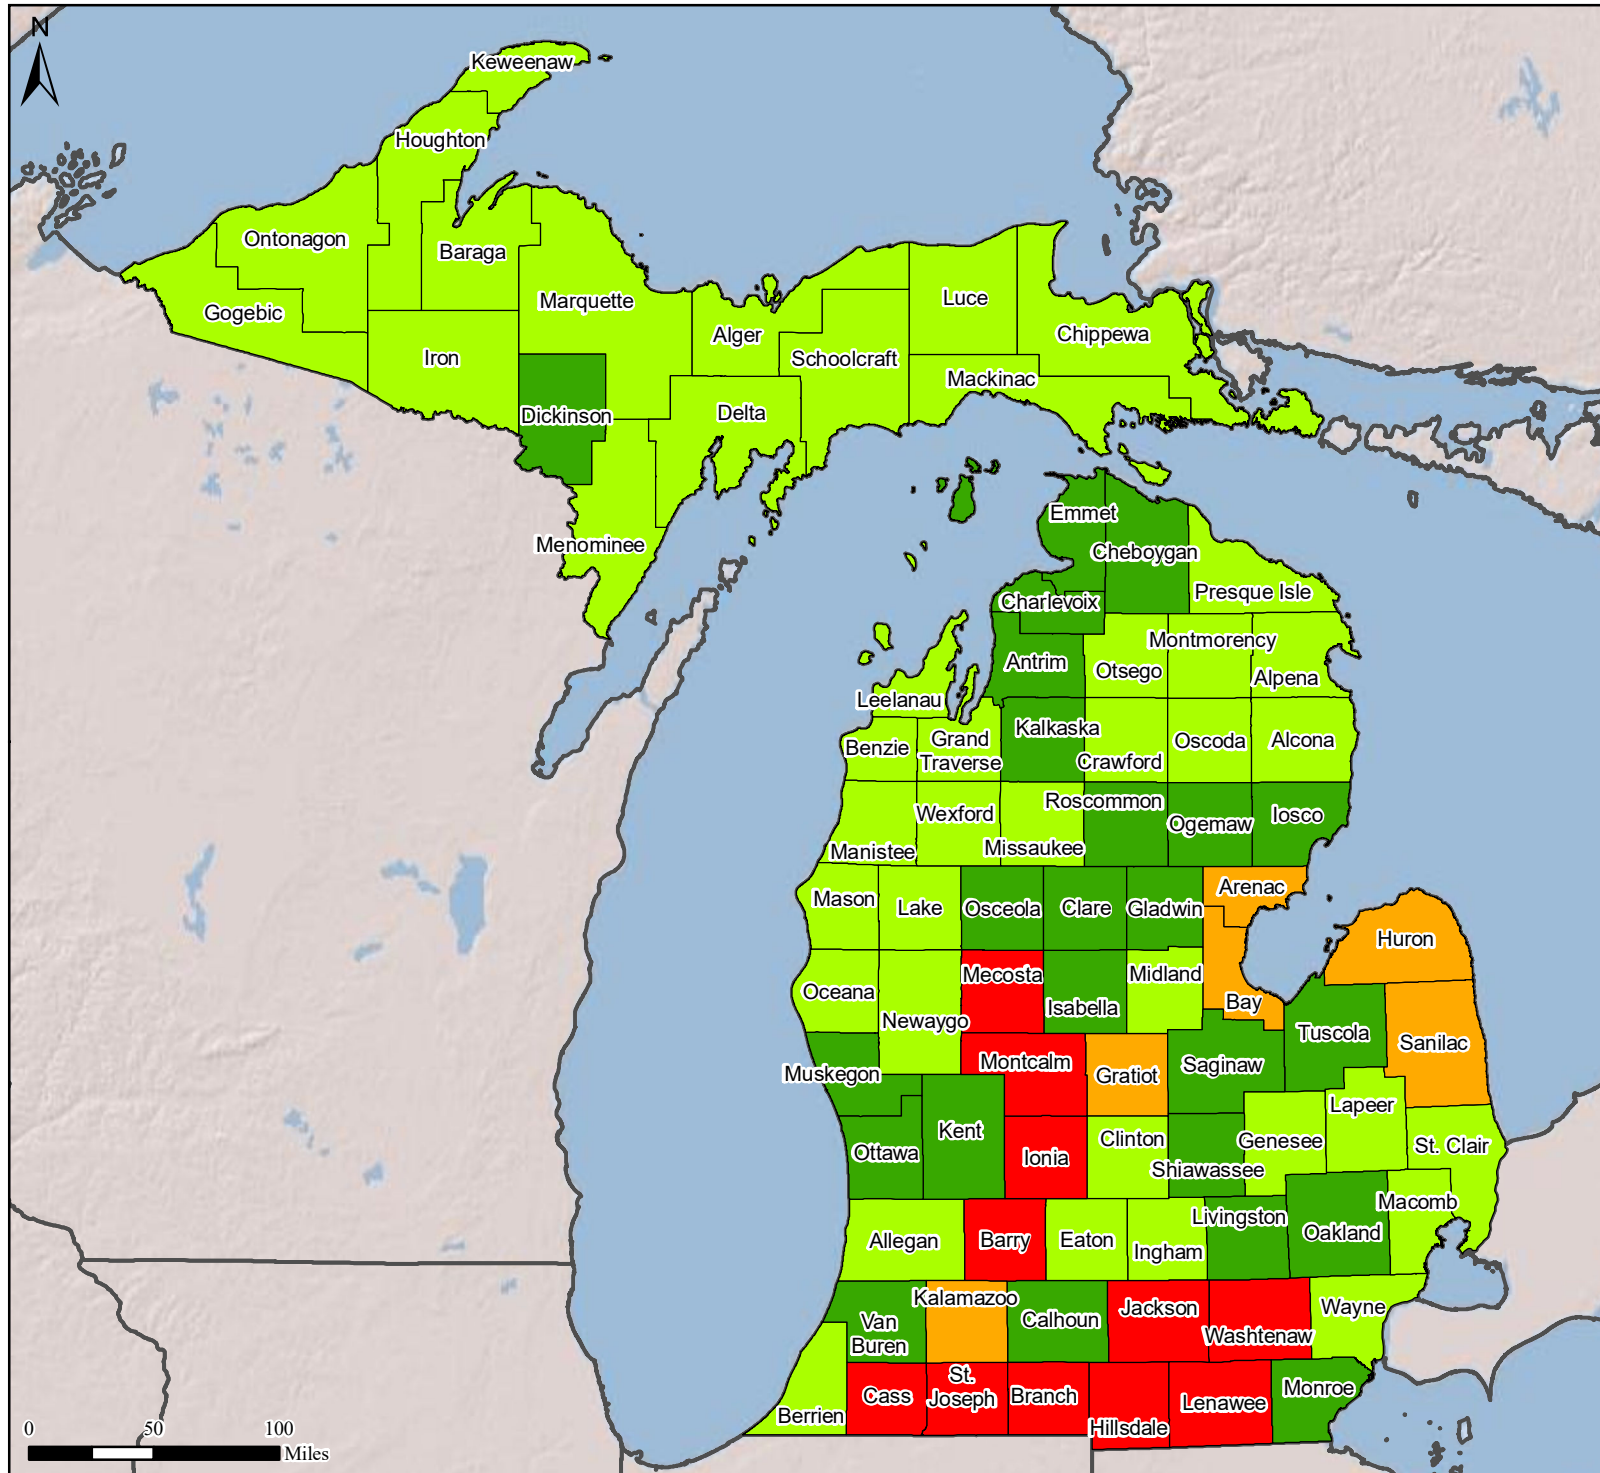 N
Keweenaw
Houghton
Ontonagon
Baraga
Gogebic
Marquette
Luce
Alger
Chippewa
Iron
Schoolcraft
Mackinac
Dickinson
Delta
Menominee
Emmet
Cheboygan
Presque Isle
Charlevoix
Montmorency
Antrim
Otsego
Alpena
Leelanau
Kalkaska
Benzie
Grand
Traverse
Crawford
Oscoda
Alcona
Roscommon
Wexford
Ogemaw
Iosco
Manistee
Missaukee
Arenac
Mason
Lake
Osceola
Clare
Gladwin
Huron
Mecosta
Midland
Oceana
Isabella
Bay
Newaygo
Tuscola
Sanilac
Muskegon
Montcalm
Gratiot
Saginaw
Lapeer
Kent
Clinton
Genesee
St. Clair
Ottawa
Ionia
Shiawassee
Macomb
Livingston
Allegan
Barry
Eaton
Ingham
Oakland
Kalamazoo
Jackson
Wayne
Van
Buren
Calhoun
Washtenaw
Cass
St.
Joseph
Branch
Lenawee
Monroe
Berrien
Hillsdale
0 50 100
Miles